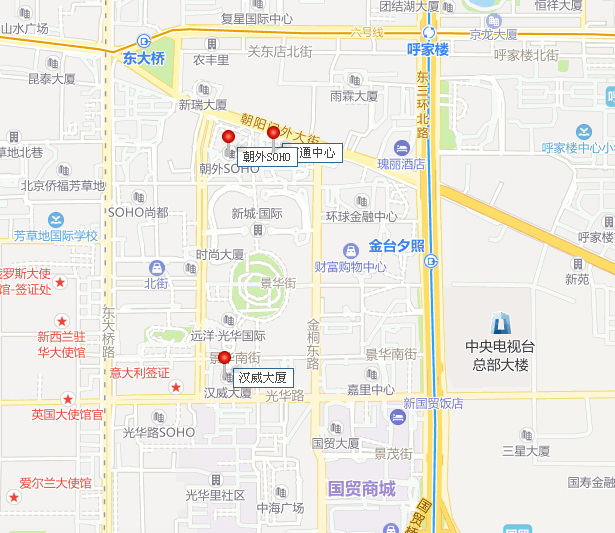 复星国际中心
团结湖大厦
恒祥大厦
山水广场
六号线
京龙大厦
农丰里
东大桥
关东店北街
呼家楼
呼家楼北街
昆泰大厦
雨霖大厦
新瑞大厦
东三环北路
朝阳门外大街
呼家楼中心小
草地北巷
朝外SOHO
通中心
瑰丽酒店
朝外SOHO
北京侨福芳草地
SOHO尚都
新城·国际
环球金融中心
芳草地国际学校
呼家楼
时尚大厦
金台夕照
俄罗斯大使
馆-签证处
北街
财富购物中心
新苑
景华街
东大桥路
新西兰驻
华大使馆
远洋·光华国际
金桐东路
中央电视台
总部大楼
景华南街
景华南街
意大利签证
汉威大厦
汉威大厦
嘉里中心
光华路
新国贸饭店
英国大使馆官
光华路SOHO
国贸大厦
三星大厦
景茂街
爱尔兰大使馆
国贸商城
国寿金融
光华里社区
中海广场
国贸桥